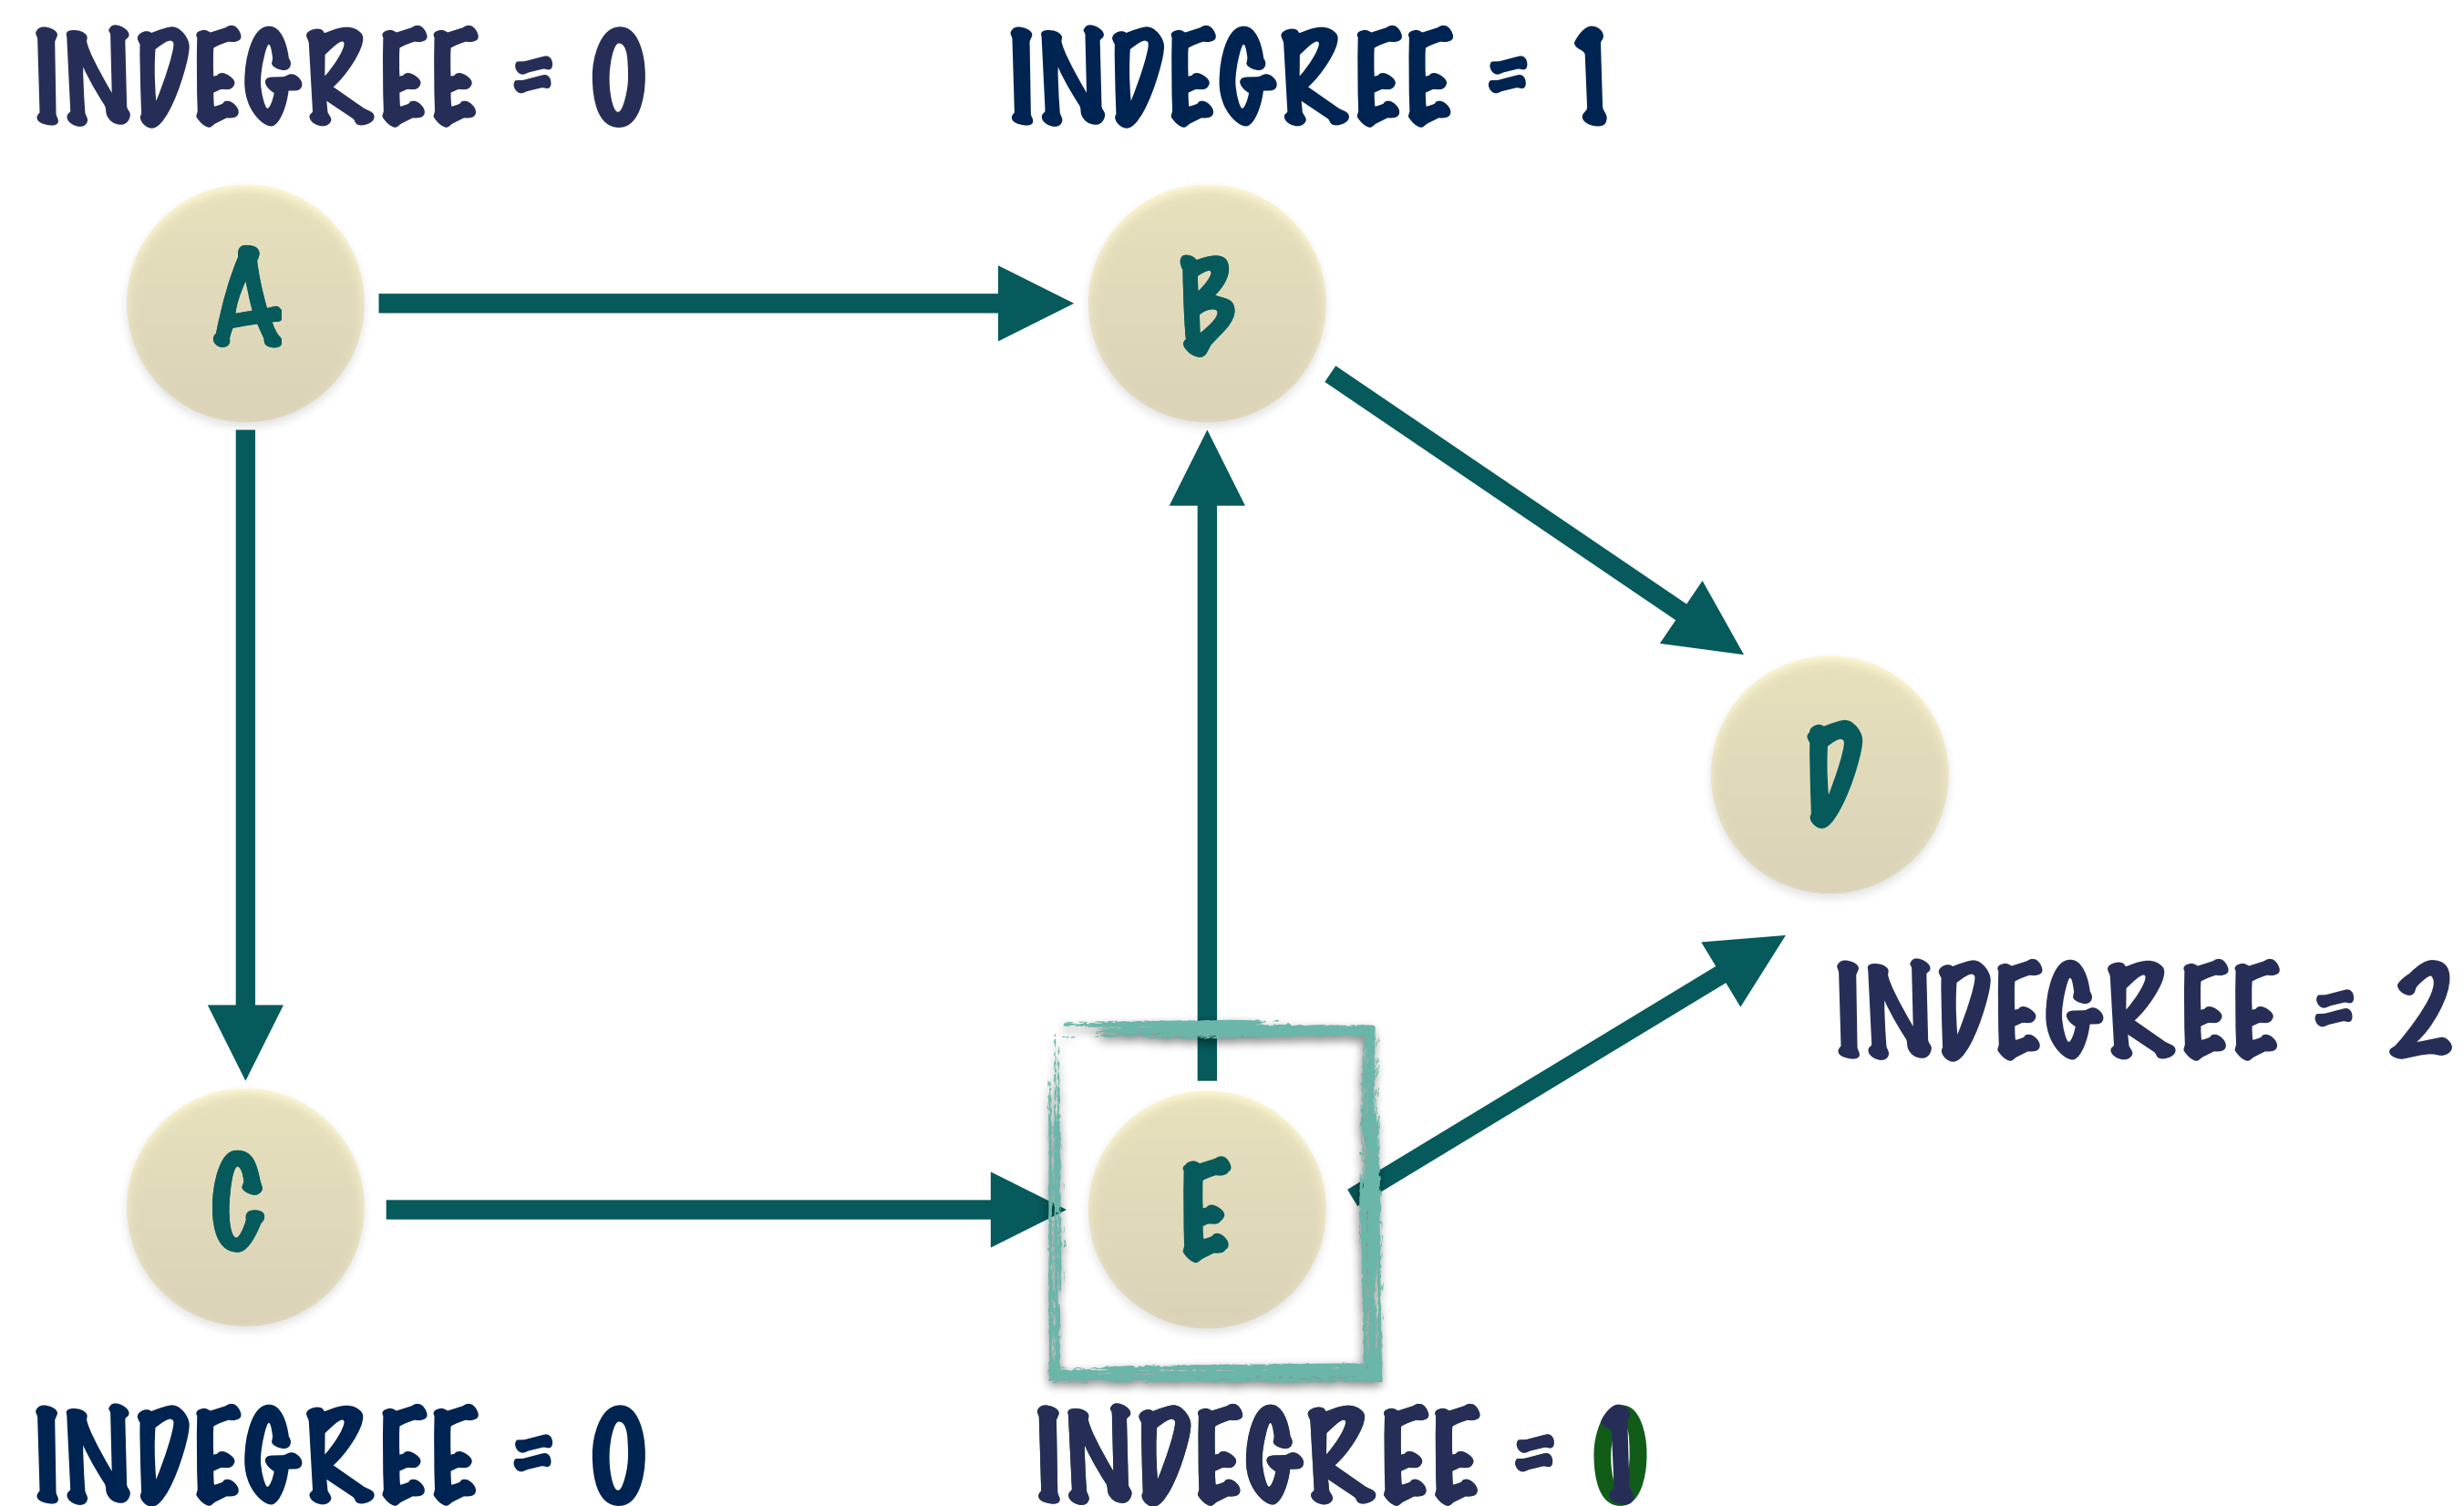 INDEGREE = 0
INDEGREE = 1
A
B
D
INDEGREE = 2
C
E
INDEGREE = 0
INDEGREE =